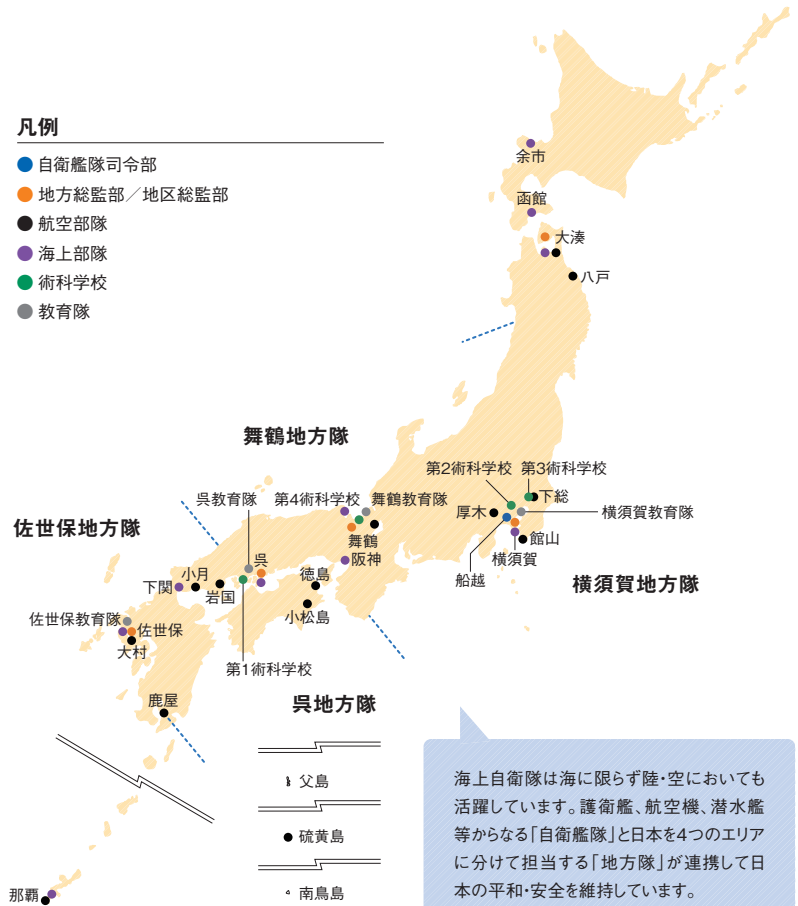 凡例
自衛艦隊司令部
地方総監部／地区総監部
航空部隊
海上部隊
術科学校
教育隊
余市
函館
大湊
八戸
舞鶴地方隊
第2術科学校
第3術科学校
呉教育隊
第4術科学校
舞鶴教育隊
下総
佐世保地方隊
厚木
横須賀教育隊
舞鶴
館山
呉
阪神
横須賀
船越
横須賀地方隊
小月
徳島
下関
岩国
小松島
佐世保教育隊
佐世保
大村
第1術科学校
鹿屋
呉地方隊
父島
硫黄島
南鳥島
那覇
海上自衛隊は海に限らず陸・空においても
活躍しています。護衛艦、航空機、潜水艦
等からなる「自衛艦隊」と日本を4つのエリア
に分けて担当する「地方隊」が連携して日
本の平和・安全を維持しています。